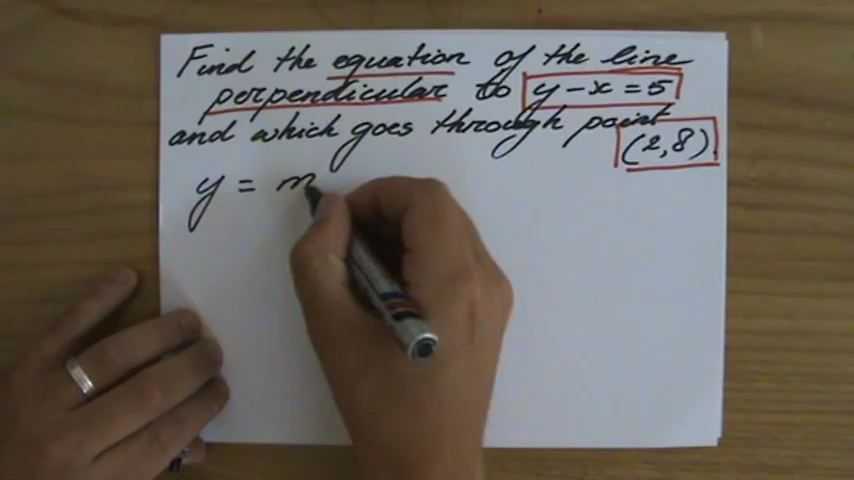 Find the equation of the line
perpendicular to y - x = 5
and which goes through point
(2,8).
y = m